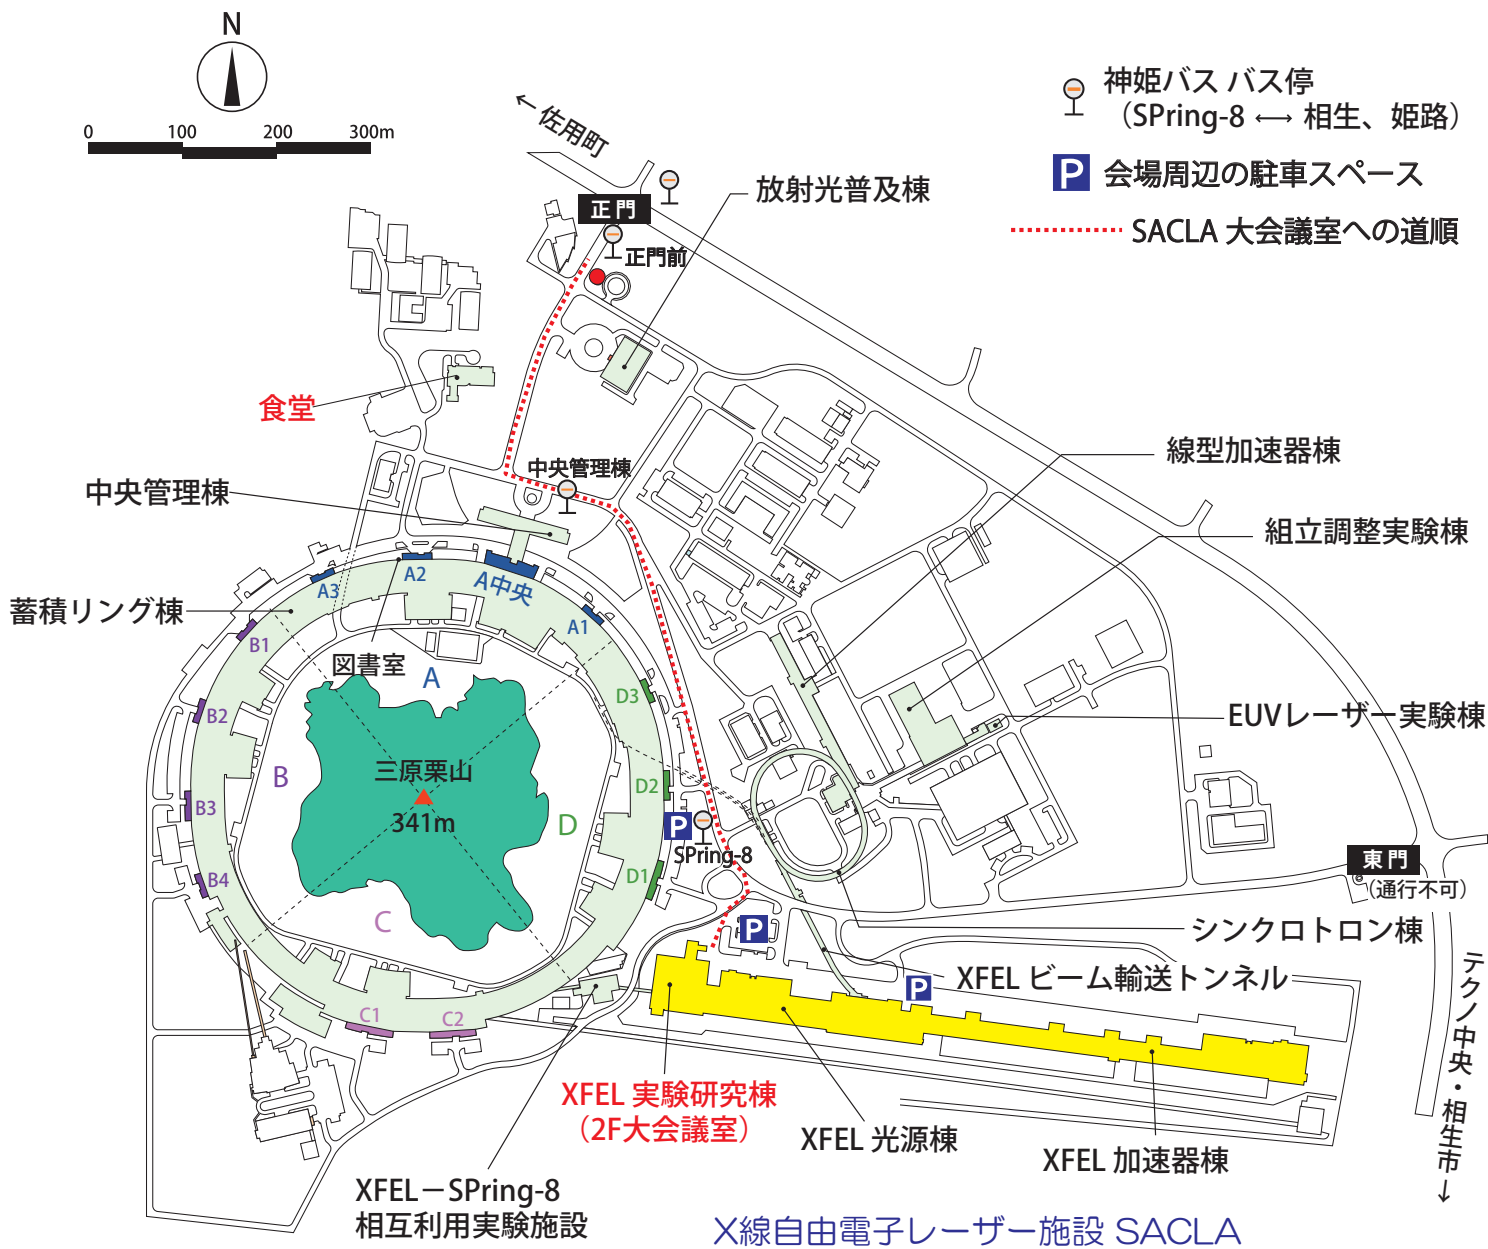 N
0 100 200 300m
神姫バス バス停
（SPring-8 ⟷ 相生、姫路）
P 会場周辺の駐車スペース
SACLA 大会議室への道順
← 佐用町
正門
正門前
放射光普及棟
食堂
中央管理棟
中央管理棟
線型加速器棟
組立調整実験棟
蓄積リング棟
A3
A2
A中央
A1
B1
図書室
A
B2
D3
EUVレーザー実験棟
三原栗山
341m
B
D
D2
B3
P
SPring-8
東門
（通行不可）
B4
D1
C
P
シンクロトロン棟
XFEL ビーム輸送トンネル
P
C1
C2
テクノ中央・相生市→
XFEL 実験研究棟
（2F大会議室）
XFEL 光源棟
XFEL 加速器棟
XFEL－SPring-8
相互利用実験施設
X線自由電子レーザー施設 SACLA